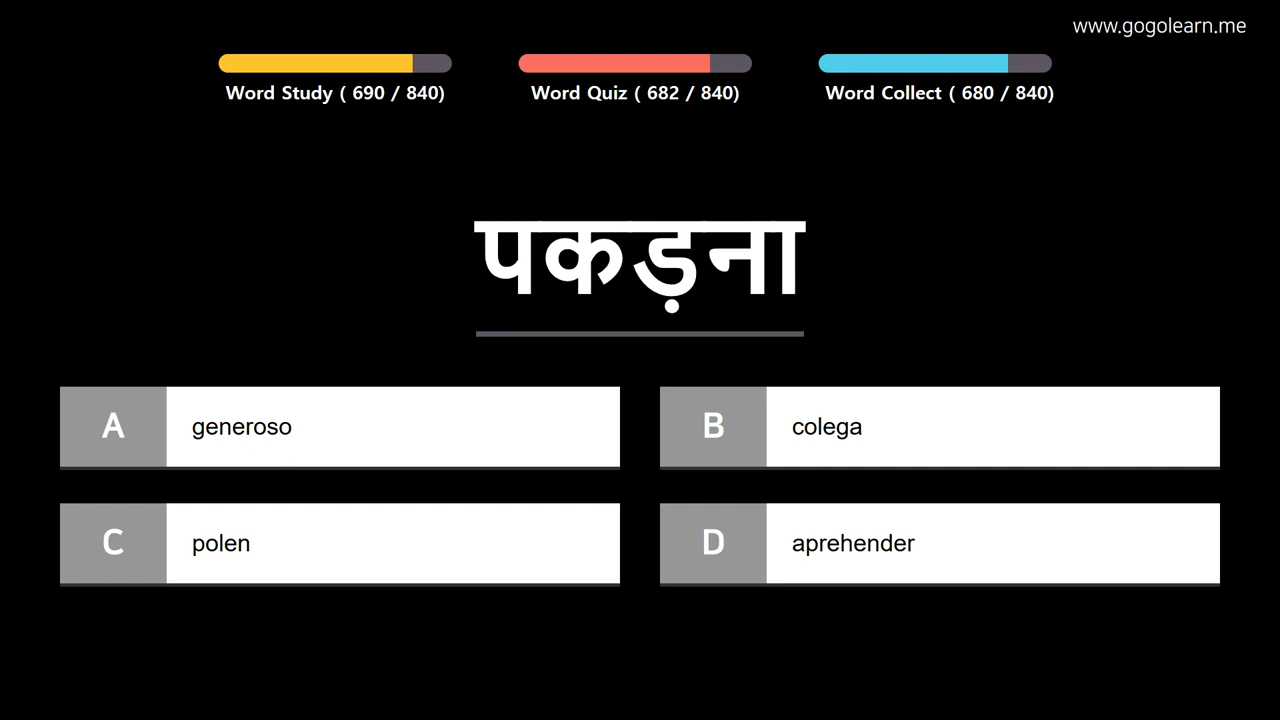 www.gogolearn.me
Word Study ( 690 / 840)
Word Quiz ( 682 / 840)
Word Collect ( 680 / 840)
पकड़ना
A generoso
B colega
C polen
D aprehender